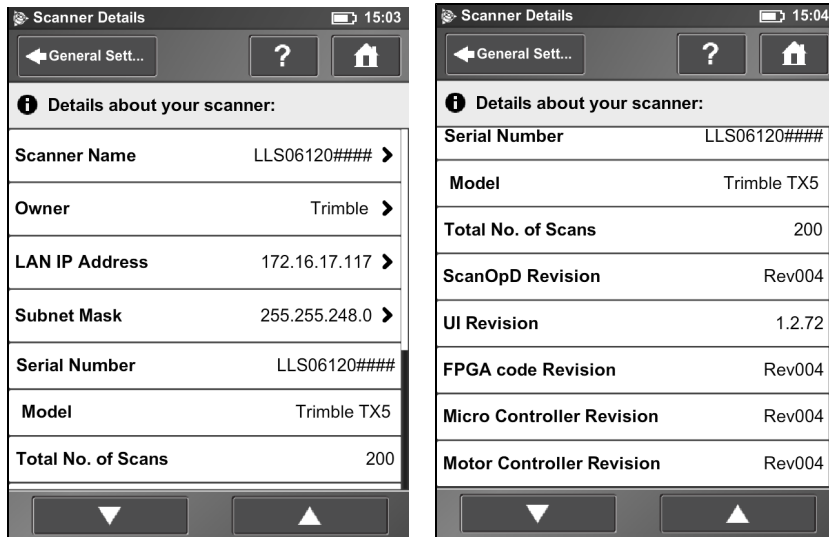 Scanner Details 15:03
General Sett... ?
Details about your scanner:
Scanner Name LLS06120####
Owner Trimble
LAN IP Address 172.16.17.117
Subnet Mask 255.255.248.0
Serial Number LLS06120####
Model Trimble TX5
Total No. of Scans 200
Scanner Details 15:04
General Sett... ?
Details about your scanner:
Serial Number LLS06120####
Model Trimble TX5
Total No. of Scans 200
ScanOpD Revision Rev004
UI Revision 1.2.72
FPGA code Revision Rev004
Micro Controller Revision Rev004
Motor Controller Revision Rev004